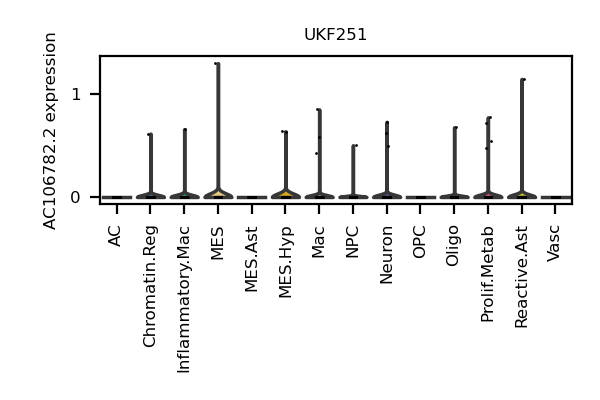 UKF251
AC106782.2 expression
1
0
AC
Chromatin.Reg
Inflammatory.Mac
MES
MES.Ast
MES.Hyp
Mac
NPC
Neuron
OPC
Oligo
Prolif.Metab
Reactive.Ast
Vasc